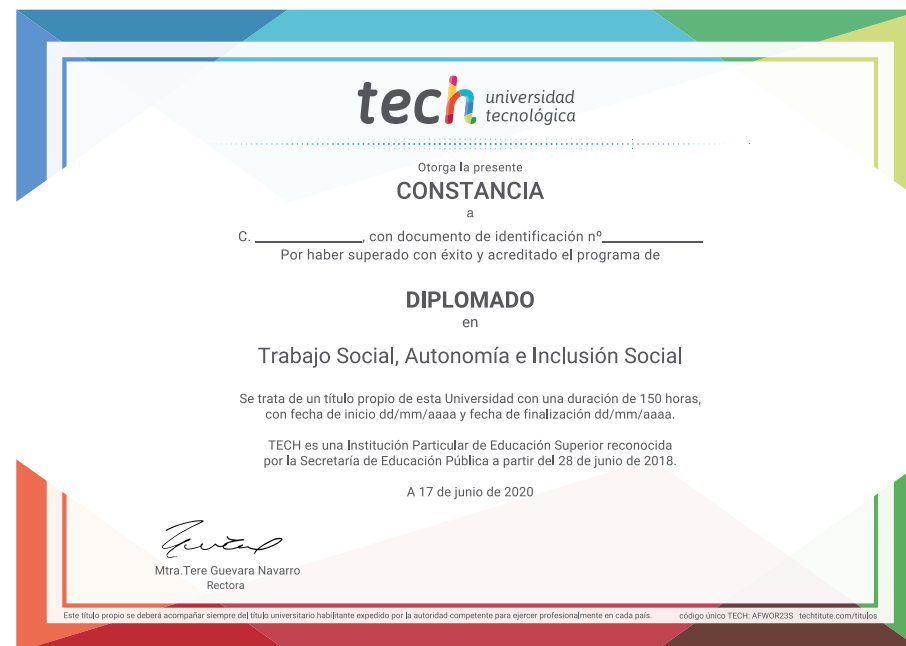 tech universidad
tecnológica
Otorga la presente
CONSTANCIA
a
C. ______________, con documento de identificación nº______________
Por haber superado con éxito y acreditado el programa de
DIPLOMADO
en
Trabajo Social, Autonomía e Inclusión Social
Se trata de un título propio de esta Universidad con una duración de 150 horas,
con fecha de inicio dd/mm/aaaa y fecha de finalización dd/mm/aaaa.
TECH es una Institución Particular de Educación Superior reconocida
por la Secretaría de Educación Pública a partir del 28 de junio de 2018.
A 17 de junio de 2020
Mtra.Tere Guevara Navarro
Rectora
Este título propio se deberá acompañar siempre del título universitario habilitante expedido por la autoridad competente para ejercer profesionalmente en cada país.
código único TECH: AFWOR23S techtitute.com/titulos